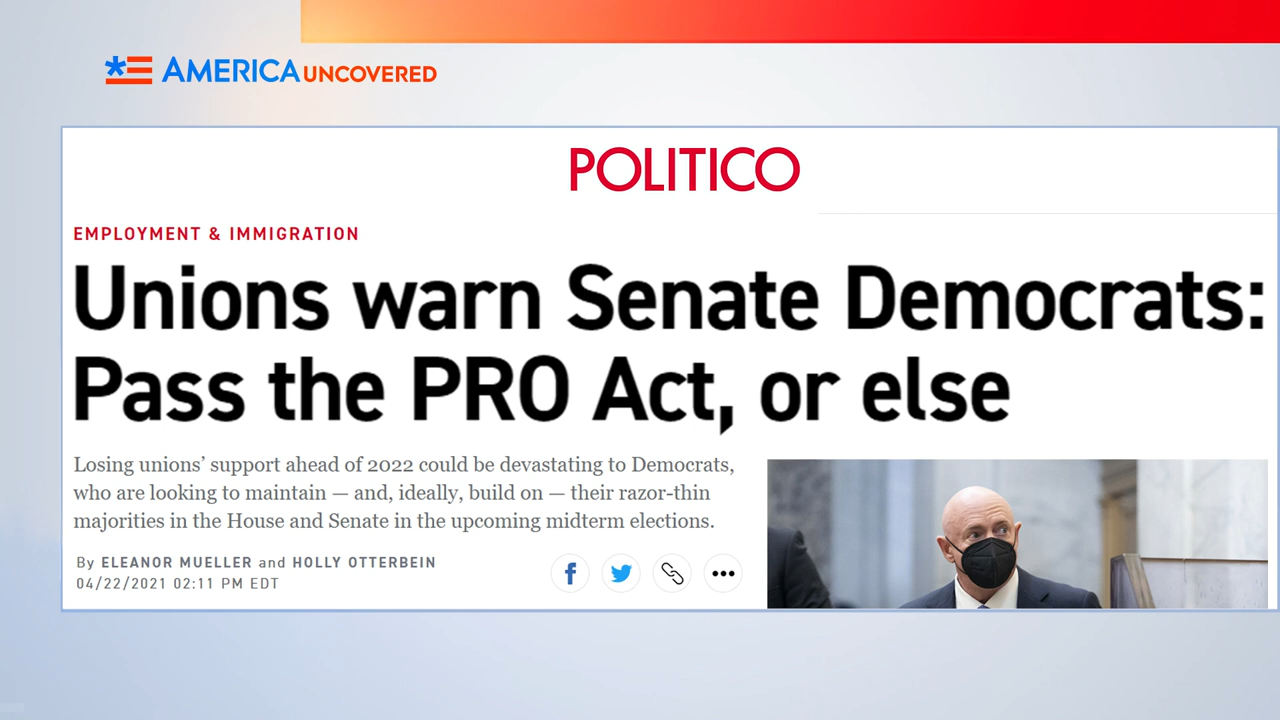 AMERICA UNCOVERED
POLITICO
EMPLOYMENT & IMMIGRATION
Unions warn Senate Democrats:
Pass the PRO Act, or else
Losing unions’ support ahead of 2022 could be devastating to Democrats,
who are looking to maintain — and, ideally, build on — their razor-thin
majorities in the House and Senate in the upcoming midterm elections.
By ELEANOR MUELLER and HOLLY OTTERBEIN
04/22/2021 02:11 PM EDT